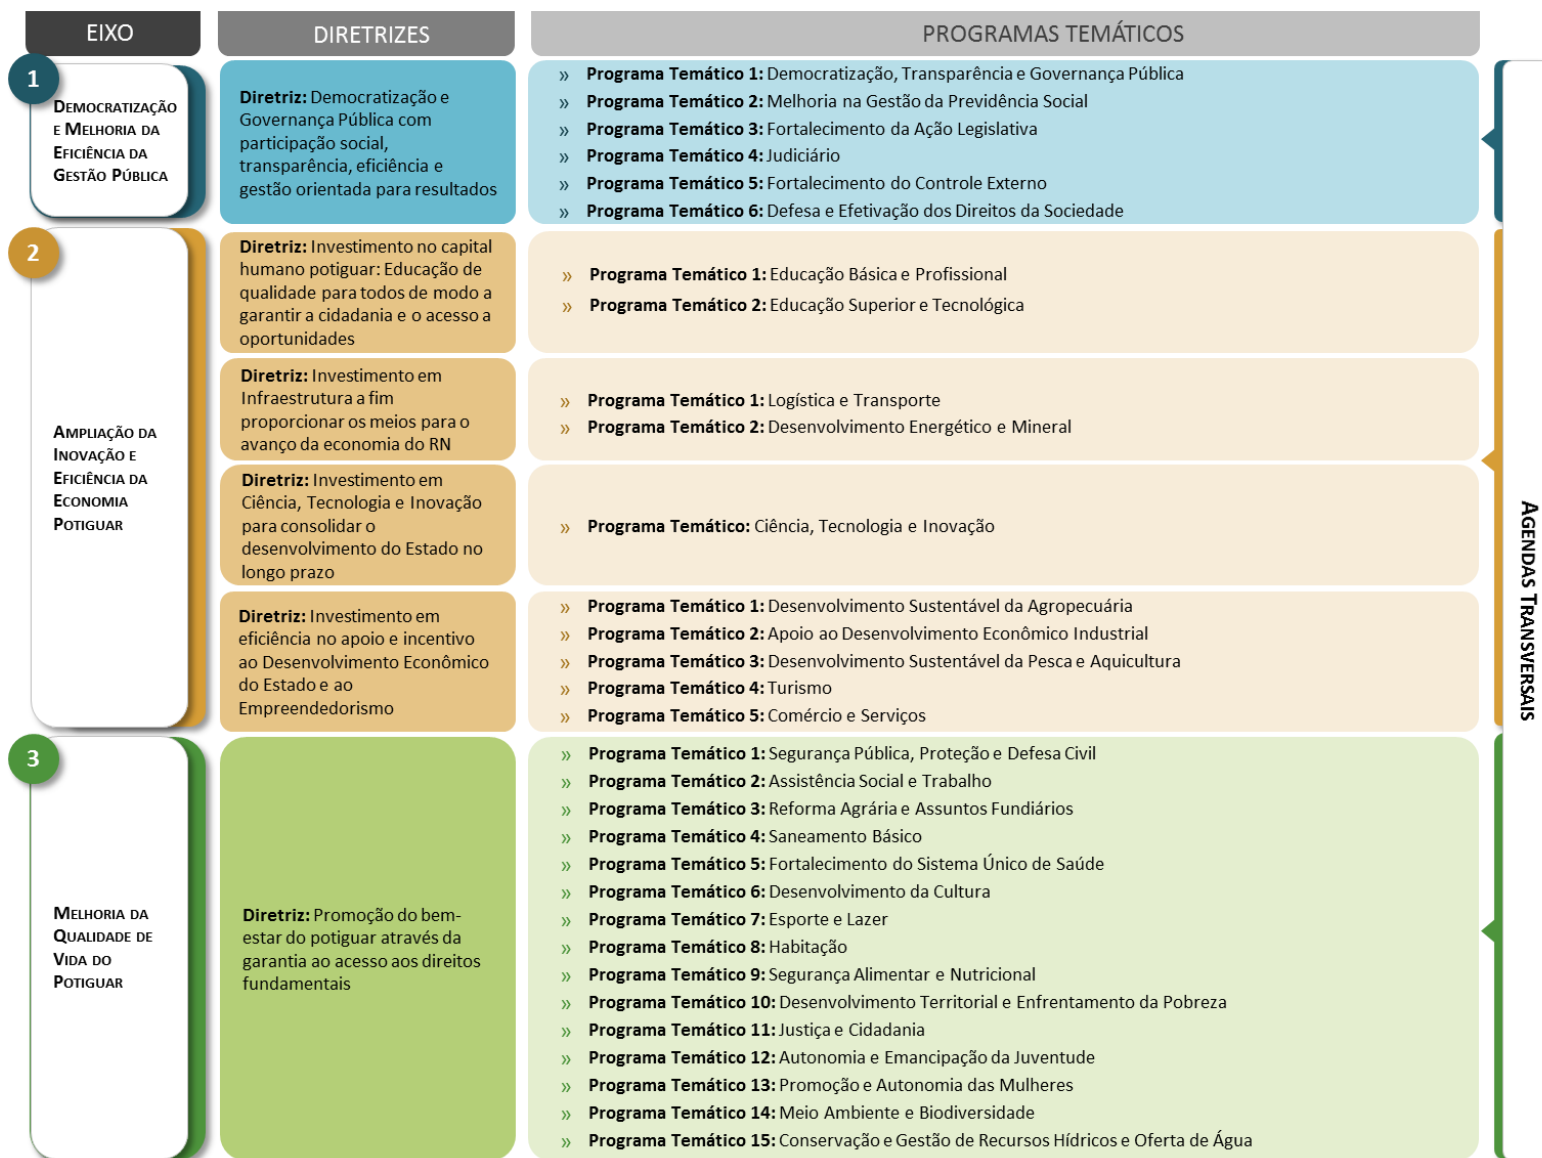 EIXO
DIRETRIZES
PROGRAMAS TEMÁTICOS
1
DEMOCRATIZAÇÃO
E MELHORIA DA
EFICIÊNCIA DA
GESTÃO PÚBLICA
Diretriz: Democratização e
Governança Pública com
participação social,
transparência, eficiência e
gestão orientada para resultados
» Programa Temático 1: Democratização, Transparência e Governança Pública
» Programa Temático 2: Melhoria na Gestão da Previdência Social
» Programa Temático 3: Fortalecimento da Ação Legislativa
» Programa Temático 4: Judiciário
» Programa Temático 5: Fortalecimento do Controle Externo
» Programa Temático 6: Defesa e Efetivação dos Direitos da Sociedade
2
AMPLIAÇÃO DA
INOVAÇÃO E
EFICIÊNCIA DA
ECONOMIA
POTIGUAR
Diretriz: Investimento no capital
humano potiguar: Educação de
qualidade para todos de modo a
garantir a cidadania e o acesso a
oportunidades
» Programa Temático 1: Educação Básica e Profissional
» Programa Temático 2: Educação Superior e Tecnológica
Diretriz: Investimento em
Infraestrutura a fim
proporcionar os meios para o
avanço da economia do RN
» Programa Temático 1: Logística e Transporte
» Programa Temático 2: Desenvolvimento Energético e Mineral
Diretriz: Investimento em
Ciência, Tecnologia e Inovação
para consolidar o
desenvolvimento do Estado no
longo prazo
» Programa Temático: Ciência, Tecnologia e Inovação
Diretriz: Investimento em
eficiência no apoio e incentivo
ao Desenvolvimento Econômico
do Estado e ao
Empreendedorismo
» Programa Temático 1: Desenvolvimento Sustentável da Agropecuária
» Programa Temático 2: Apoio ao Desenvolvimento Econômico Industrial
» Programa Temático 3: Desenvolvimento Sustentável da Pesca e Aquicultura
» Programa Temático 4: Turismo
» Programa Temático 5: Comércio e Serviços
3
MELHORIA DA
QUALIDADE DE
VIDA DO
POTIGUAR
Diretriz: Promoção do bem-
estar do potiguar através da
garantia ao acesso aos direitos
fundamentais
» Programa Temático 1: Segurança Pública, Proteção e Defesa Civil
» Programa Temático 2: Assistência Social e Trabalho
» Programa Temático 3: Reforma Agrária e Assuntos Fundiários
» Programa Temático 4: Saneamento Básico
» Programa Temático 5: Fortalecimento do Sistema Único de Saúde
» Programa Temático 6: Desenvolvimento da Cultura
» Programa Temático 7: Esporte e Lazer
» Programa Temático 8: Habitação
» Programa Temático 9: Segurança Alimentar e Nutricional
» Programa Temático 10: Desenvolvimento Territorial e Enfrentamento da Pobreza
» Programa Temático 11: Justiça e Cidadania
» Programa Temático 12: Autonomia e Emancipação da Juventude
» Programa Temático 13: Promoção e Autonomia das Mulheres
» Programa Temático 14: Meio Ambiente e Biodiversidade
» Programa Temático 15: Conservação e Gestão de Recursos Hídricos e Oferta de Água
AGENDAS TRANSVERSAIS